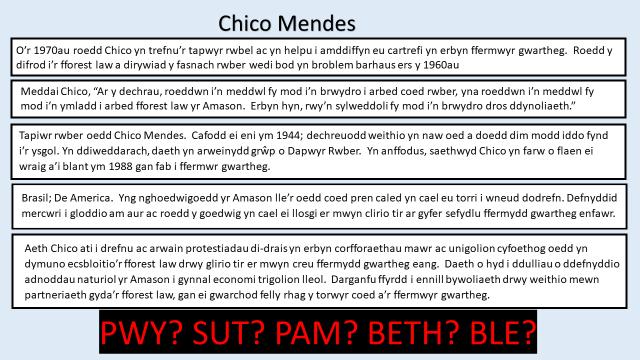 Chico Mendes
O'r 1970au roedd Chico yn trefnu'r tapwyr rwbel ac yn helpu i amddiffyn eu cartrefi yn erbyn ffermwyr gwartheg. Roedd y
difrod i'r fforest law a dirywiad y fasnach rwber wedi bod yn broblem barhaus ers y 1960au
Meddai Chico, "Ar y dechrau, roeddwn i'n meddwl fy mod i'n brwydro i arbed coed rwber, yna roeddwn i'n meddwl fy
mod i'n ymladd i arbed fforest law yr Amason. Erbyn hyn, rwy'n sylweddoli fy mod i'n brwydro dros ddynoliaeth."
Tapiwr rwber oedd Chico Mendes. Cafodd ei eni ym 1944; dechreuodd weithio yn naw oed a doedd dim modd iddo fynd
i'r ysgol. Yn ddiweddarach, daeth yn arweinydd grŵp o Dapwyr Rwber. Yn anffodus, saethwyd Chico yn farw o flaen ei
wraig a'i blant ym 1988 gan fab i ffermwr gwartheg.
Brasil; De America. Yng nghoedwigoedd yr Amason lle'r oedd coed pren caled yn cael eu torri i wneud dodrefn. Defnyddid
mercwri i gloddio am aur ac roedd y goedwig yn cael ei llosgi er mwyn clirio tir ar gyfer sefydlu ffermydd gwartheg enfawr.
Aeth Chico ati i drefnu ac arwain protestiadau di-drais yn erbyn corfforaethau mawr ac unigolion cyfoethog oedd yn
dymuno ecsbloetio'r fforest law drwy glirio tir er mwyn creu ffermydd gwartheg eang. Daeth o hyd i ddulliau o ddefnyddio
adnoddau naturiol yr Amason i gynnal economi trigolion lleol. Darganfu ffyrdd i ennill bywoliaeth drwy weithio mewn
partneriaeth gyda'r fforest law, gan ei gwarchod felly rhag y torwyr coed a'r ffermwyr gwartheg.
PWY? SUT? PAM? BETH? BLE?